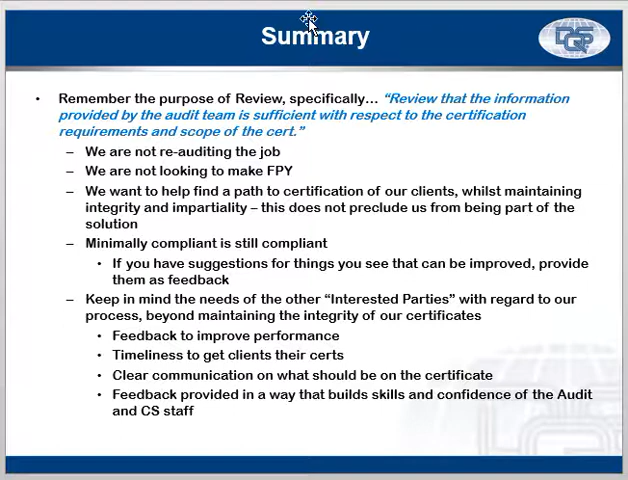 Summary
DQS
• Remember the purpose of Review, specifically… “Review that the information
provided by the audit team is sufficient with respect to the certification
requirements and scope of the cert.”
– We are not re-auditing the job
– We are not looking to make FPY
– We want to help find a path to certification of our clients, whilst maintaining
integrity and impartiality – this does not preclude us from being part of the
solution
– Minimally compliant is still compliant
• If you have suggestions for things you see that can be improved, provide
them as feedback
– Keep in mind the needs of the other “Interested Parties” with regard to our
process, beyond maintaining the integrity of our certificates
• Feedback to improve performance
• Timeliness to get clients their certs
• Clear communication on what should be on the certificate
• Feedback provided in a way that builds skills and confidence of the Audit
and CS staff